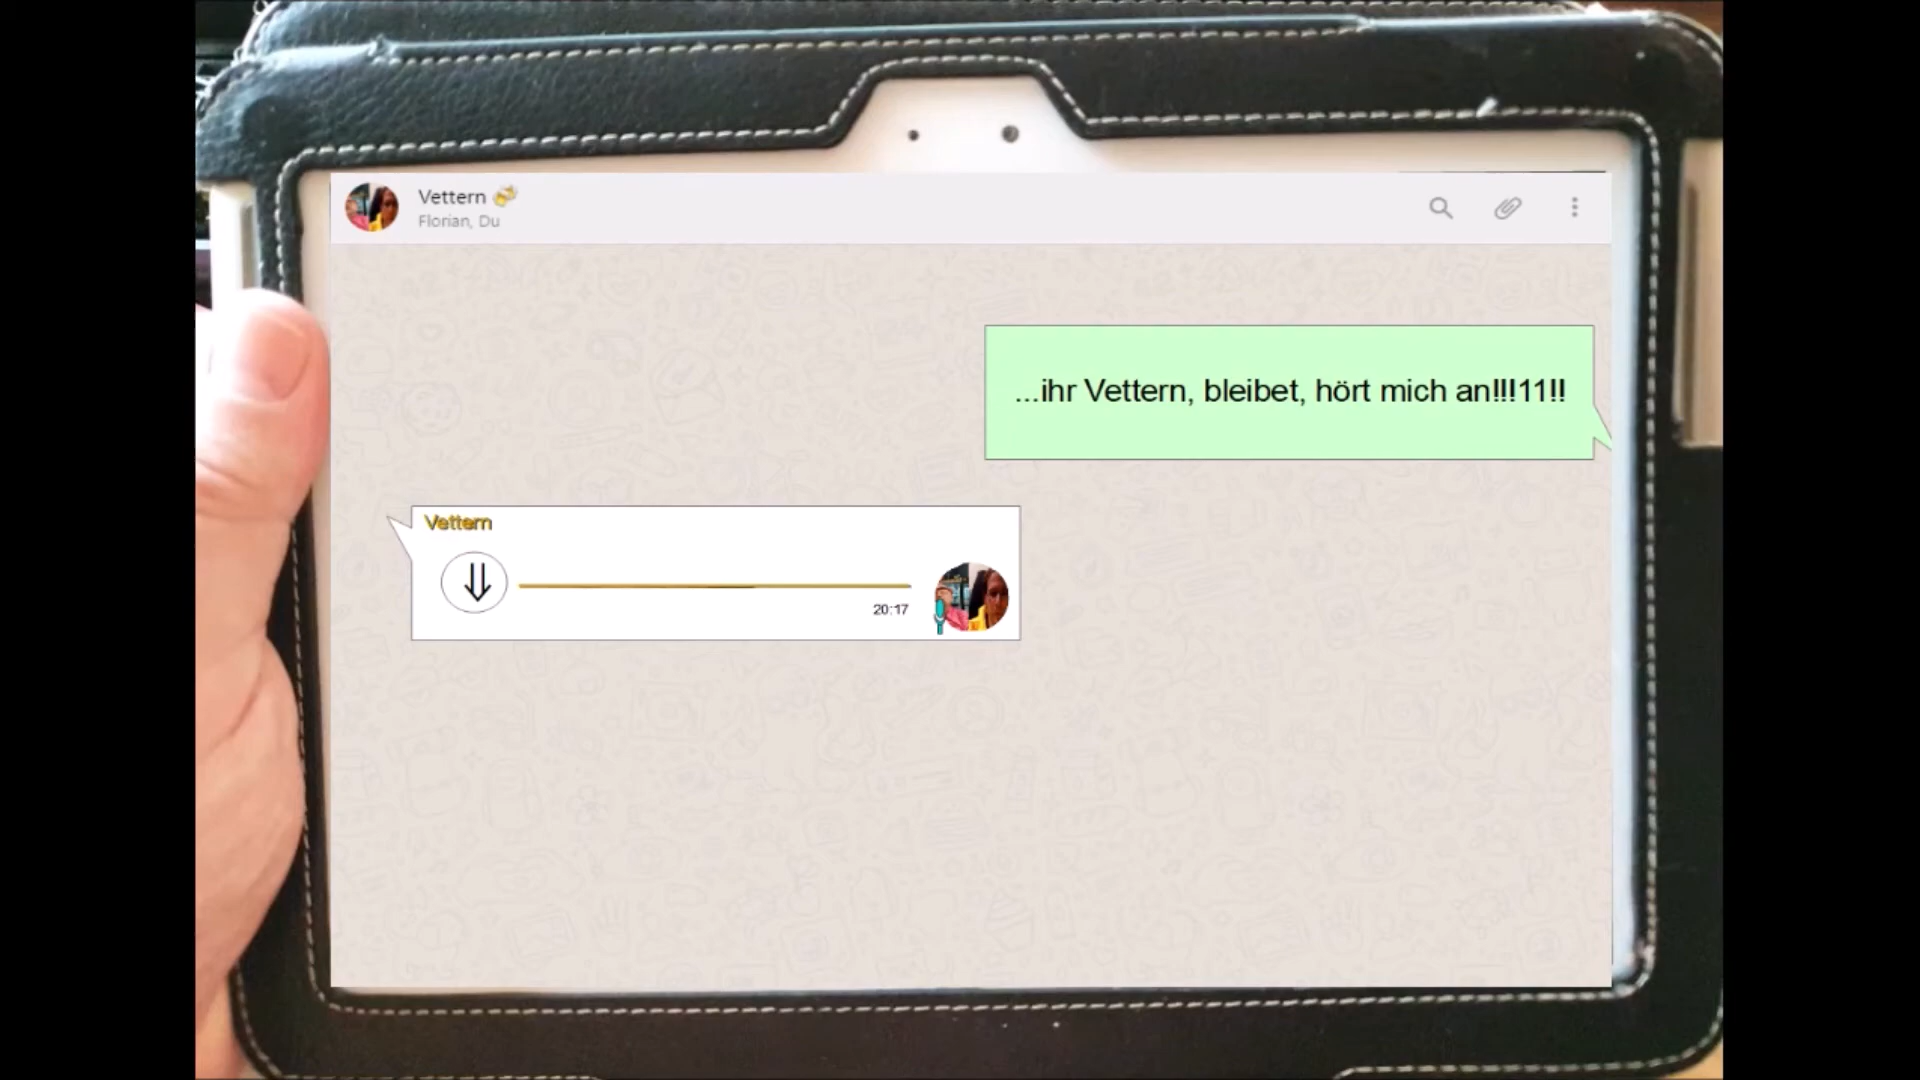 Vettern
Florian, Du
...ihr Vettern, bleibet, hört mich an!!!11!!
Vettern
20:17